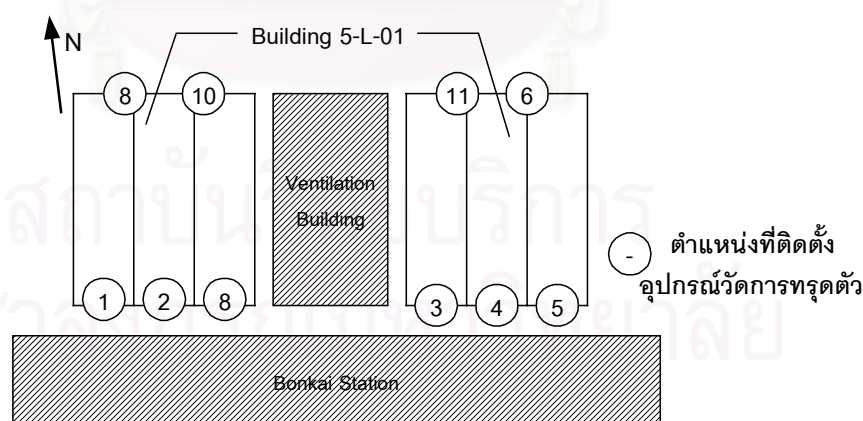 N
Building 5-L-01
8 10 11 6
Ventilation
Building
1 2 8 3 4 5
- ตำแหน่งที่ติดตั้ง
อุปกรณ์วัดการทรุดตัว
Bonkai Station